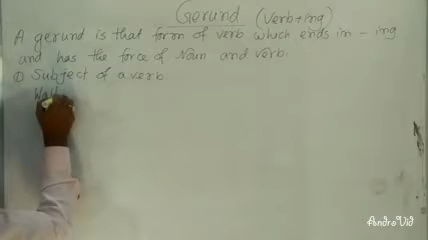 Gerund (Verb+ing)
A gerund is that form of verb which ends in - ing
and has the force of Noun and verb.
① Subject of a verb
Wal
AndroVid